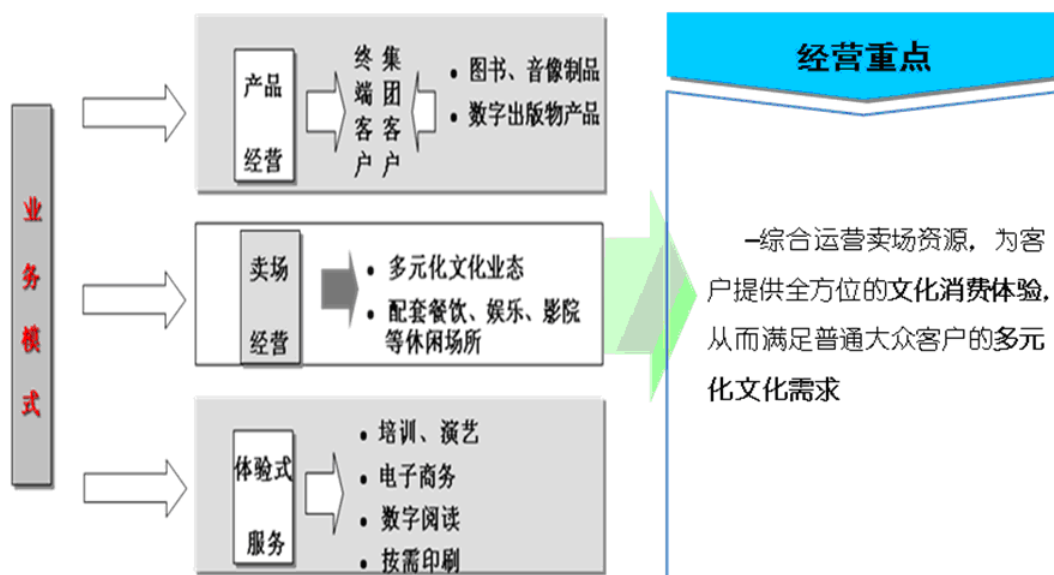 业务模式
产品
经营
终端客户
集团客户
• 图书、音像制品
• 数字出版物产品
卖场
经营
• 多元化文化业态
• 配套餐饮、娱乐、影院
等休闲场所
体验式
服务
• 培训、演艺
• 电子商务
• 数字阅读
• 按需印刷
经营重点
–综合运营卖场资源，为客
户提供全方位的文化消费体验，
从而满足普通大众客户的多元
化文化需求